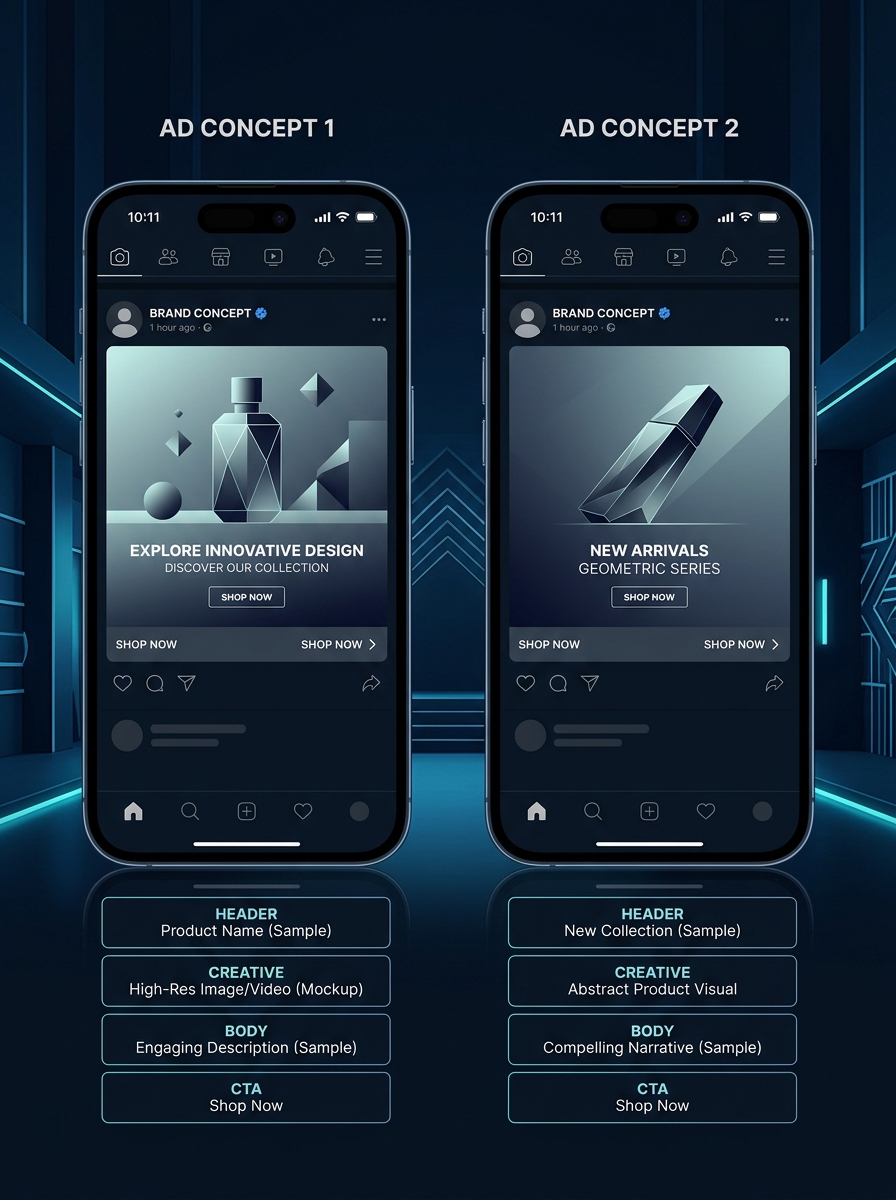 AD CONCEPT 1
10:11
BRAND CONCEPT
1 hour ago ·
EXPLORE INNOVATIVE DESIGN
DISCOVER OUR COLLECTION
SHOP NOW
SHOP NOW
SHOP NOW
HEADER
Product Name (Sample)
CREATIVE
High-Res Image/Video (Mockup)
BODY
Engaging Description (Sample)
CTA
Shop Now
AD CONCEPT 2
10:11
BRAND CONCEPT
1 hour ago ·
NEW ARRIVALS
GEOMETRIC SERIES
SHOP NOW
SHOP NOW
SHOP NOW
HEADER
New Collection (Sample)
CREATIVE
Abstract Product Visual
BODY
Compelling Narrative (Sample)
CTA
Shop Now